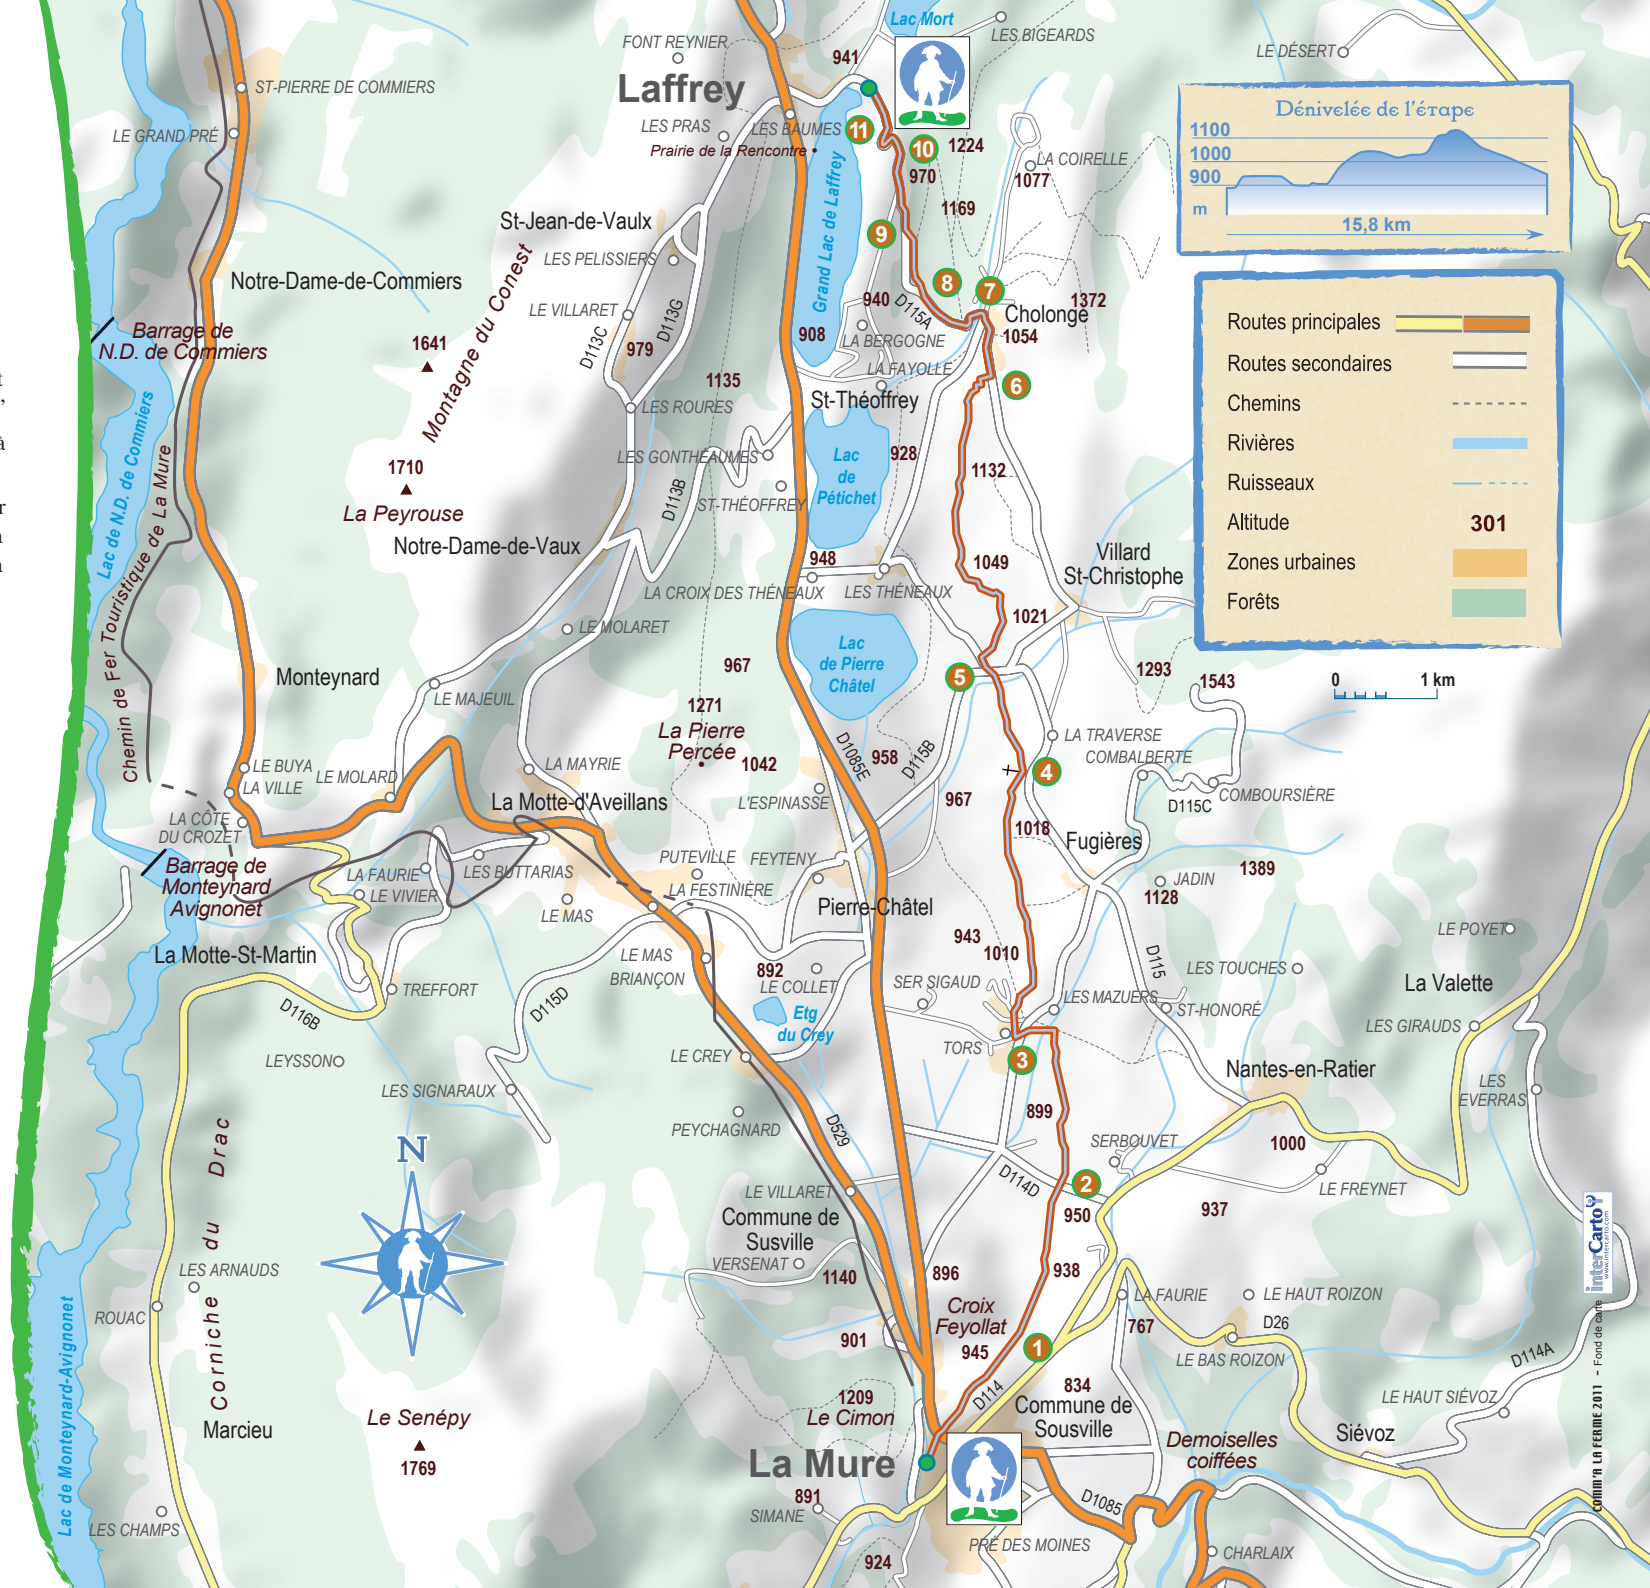 Lac Mort
LES BIGEARDS
FONT REYNIER
941
LE DÉSERT
Laffrey
ST-PIERRE DE COMMIERS
LE GRAND PRÉ
LES PRAS
LES BAUMES
11
Prairie de la Rencontre
10
1224
970
LA COIRELLE
1077
1169
Dénivelée de l'étape
1100
1000
900
m
15,8 km
St-Jean-de-Vaulx
LES PELISSIERS
9
Grand Lac de Laffrey
Notre-Dame-de-Commiers
Montagne du Conest
LE VILLARET
D113G
D113C
979
8
7
940
D115A
Cholonge
1372
1054
908
LA BERGOGNE
LA FAYOLLE
Barrage de
N.D. de Commiers
1641
1135
6
St-Théoffrey
LES ROURES
Routes principales
Routes secondaires
Chemins
Rivières
Ruisseaux
Altitude
301
Zones urbaines
Forêts
t
,
à
r
Lac de N.D. de Commiers
Chemin de Fer Touristique de La Mure
1710
La Peyrouse
LES GONTHÉAUMES
D113B
ST-THÉOFFREY
Lac
de
Pétichet
928
1132
Notre-Dame-de-Vaux
948
LA CROIX DES THÉNEAUX
LES THÉNEAUX
1049
Villard
St-Christophe
1021
LE MOLARET
Lac
de Pierre
Châtel
967
Monteynard
LE MAJEUIL
5
1293
1543
0
1 km
1271
La Pierre
Percée
1042
D1085E
958
D115B
LA TRAVERSE
COMBALBERTE
4
D115C
COMBOURSIÈRE
LE BUYA
LA VILLE
LE MOLARD
LA MAYRIE
La Motte-d'Aveillans
L'ESPINASSE
967
1018
Fugières
LA CÔTE
DU CROZET
Barrage de
Monteynard
Avignonet
LA FAURIE
LE VIVIER
LES BUTTARIAS
LE MAS
PUTEVILLE
FEYTENY
LA FESTINIÈRE
Pierre-Châtel
JADIN
1128
1389
La Motte-St-Martin
LE MAS
BRIANÇON
892
LE COLLET
943
1010
D115
LE POYET
LES TOUCHES
La Valette
TREFFORT
D116B
D115D
Etg
du Crey
SER SIGAUD
LES MAZUERS
ST-HONORÉ
LES GIRAUDS
LEYSSON
LE CREY
TORS
3
Nantes-en-Ratier
LES SIGNARAUX
LES
EVERRAS
PEYCHAGNARD
D529
899
SERBOUVET
1000
N
Corniche du Drac
D114D
2
LE FREYNET
LE VILLARET
Commune de
Susville
950
937
VERSENAT
1140
896
938
LES ARNAUDS
ROUAC
Croix
Feyollat
LA FAURIE
LE HAUT ROIZON
767
D26
901
945
1
LE BAS ROIZON
D114A
Lac de Monteynard-Avignonet
Marcieu
Le Senépy
1769
1209
Le Cimon
D114
834
Commune de
Sousville
LE HAUT SIÉVOZ
Siévoz
Demoiselles
coiffées
La Mure
891
SIMANE
D1085
LES CHAMPS
PRÉ DES MOINES
CHARLAIX
924
interCarto
www.intercarto.com
COMM'A LA FERME 2011 - Fond de carte